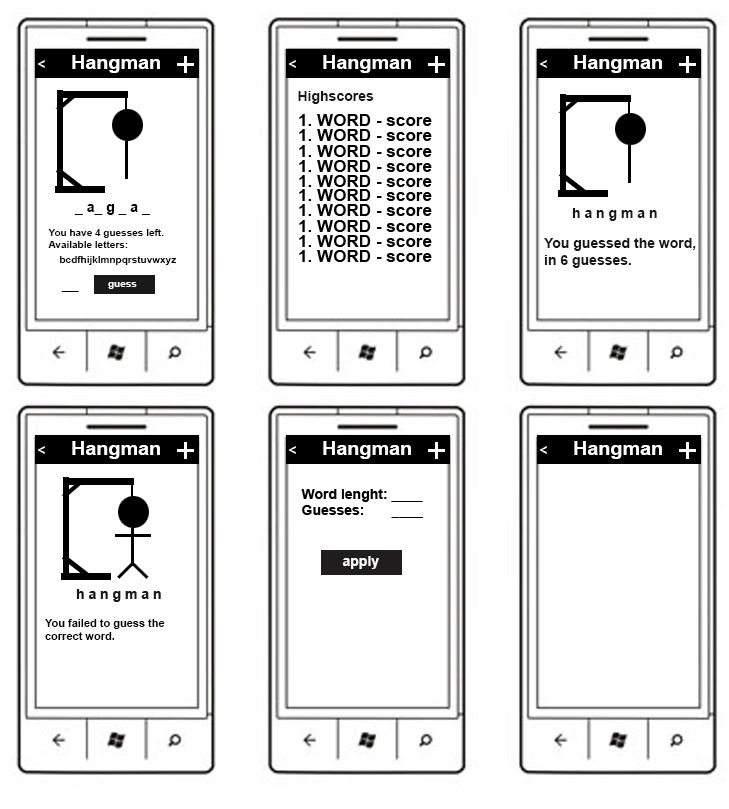 < Hangman +
_ a_ g _ a _
You have 4 guesses left.
Available letters:
bcdfhijklmnpqrstuvwxyz
___ guess
< Hangman +
Highscores
1. WORD - score
1. WORD - score
1. WORD - score
1. WORD - score
1. WORD - score
1. WORD - score
1. WORD - score
1. WORD - score
1. WORD - score
1. WORD - score
< Hangman +
h a n g m a n
You guessed the word,
in 6 guesses.
< Hangman +
h a n g m a n
You failed to guess the
correct word.
< Hangman +
Word lenght: ____
Guesses: ____
apply
< Hangman +